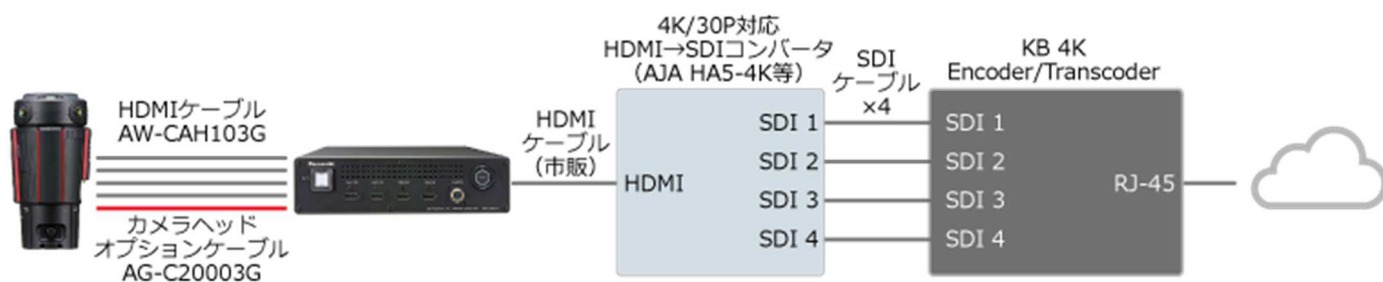 HDMIケーブル
AW-CAH103G
カメラヘッド
オプションケーブル
AG-C20003G
HDMI
ケーブル
（市販）
4K/30P対応
HDMI→SDIコンバータ
（AJA HA5-4K等）
HDMI
SDI 1
SDI 2
SDI 3
SDI 4
SDI
ケーブル
×4
KB 4K
Encoder/Transcoder
SDI 1
SDI 2
SDI 3
SDI 4
RJ-45